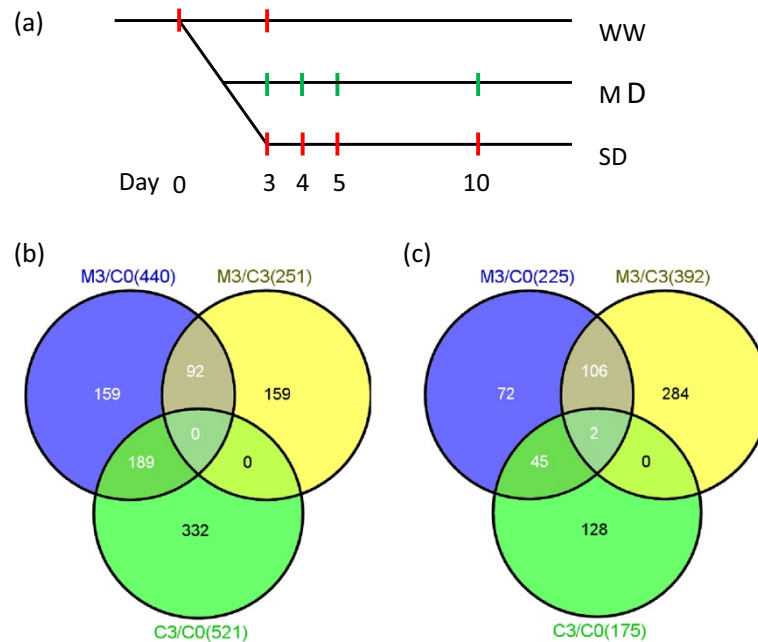 (a)
WW
M D
SD
Day 0 3 4 5 10
(b)
M3/C0(440) M3/C3(251)
92
159 159
0
189 0
332
C3/C0(521)
(c)
M3/C0(225) M3/C3(392)
106
72 284
2
45 0
128
C3/C0(175)